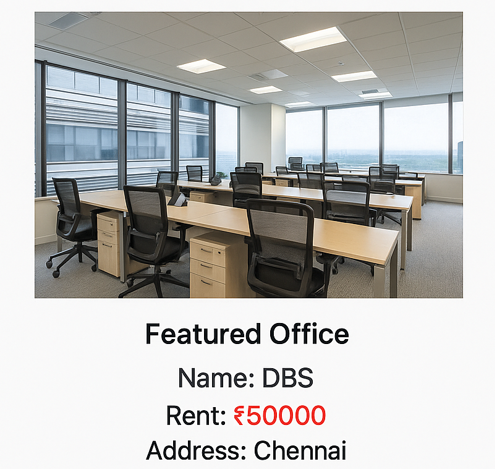 Featured Office
Name: DBS
Rent: ₹50000
Address: Chennai